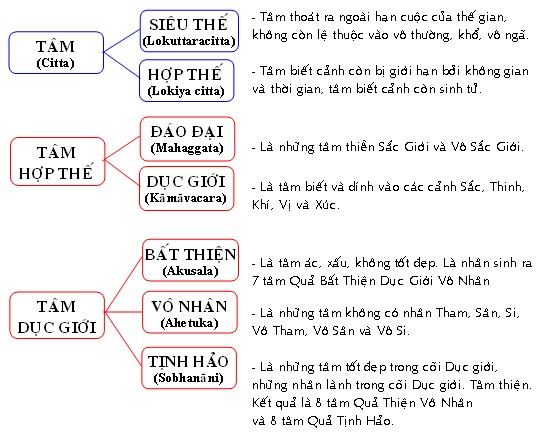 TÂM
(Citta)
SIÊU THẾ
(Lokuttaracitta)
- Tâm thoát ra ngoài hạn cuộc của thế gian,
không còn lệ thuộc vào vô thường, khổ, vô ngã.
HỢP THẾ
(Lokiya citta)
- Tâm biết cảnh còn bị giới hạn bởi không gian
và thời gian, tâm biết cảnh còn sinh tử.
TÂM
HỢP THẾ
ĐÁO ĐẠI
(Mahaggata)
- Là những tâm thiền Sắc Giới và Vô Sắc Giới.
DỤC GIỚI
(Kāmāvacara)
- Là tâm biết và dính vào các cảnh Sắc, Thinh,
Khí, Vị và Xúc.
TÂM
DỤC GIỚI
BẤT THIỆN
(Akusala)
- Là tâm ác, xấu, không tốt đẹp. Là nhân sinh ra
7 tâm Quả Bất Thiện Dục Giới Vô Nhân
VÔ NHÂN
(Ahetuka)
- Là những tâm không có nhân Tham, Sân, Si,
Vô Tham, Vô Sân và Vô Si.
TỊNH HẢO
(Sobhanāni)
- Là những tâm tốt đẹp trong cõi Dục giới,
những nhân lành trong cõi Dục giới. Tâm thiện.
Kết quả là 8 tâm Quả Thiện Vô Nhân
và 8 tâm Quả Tịnh Hảo.